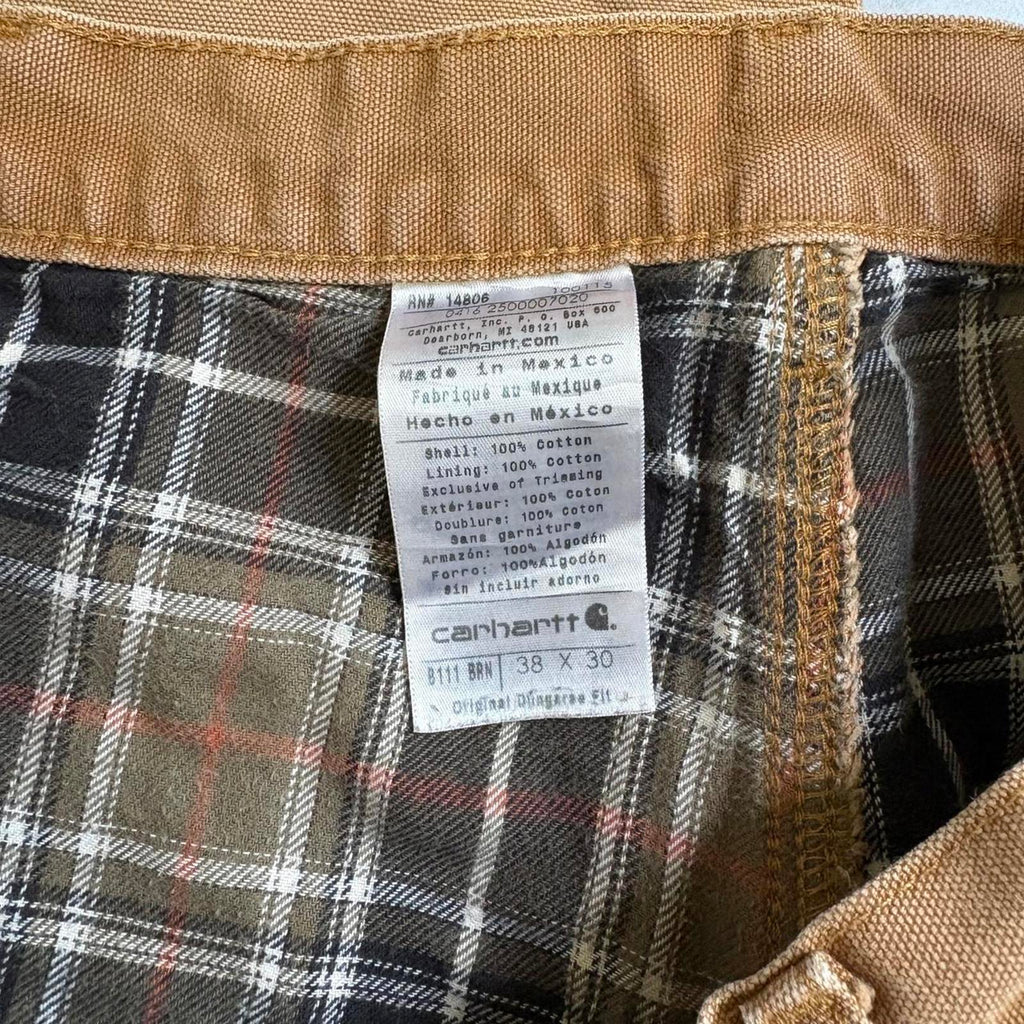 RN# 14806
0416 2500007020
Carhartt, Inc. P. O. Box 600
Dearborn, MI 48121 USA
carhartt.com
Made in Mexico
Fabriqué au Mexique
Hecho en México
Shell: 100% Cotton
Lining: 100% Cotton
Exclusive of Trimming
Extérieur: 100% Coton
Doublure: 100% Coton
Sans garniture
Armazón: 100% Algodón
Forro: 100%Algodón
Sin incluir adorno
carhartt
B111 BRN 38 X 30
Original Dungaree Fit